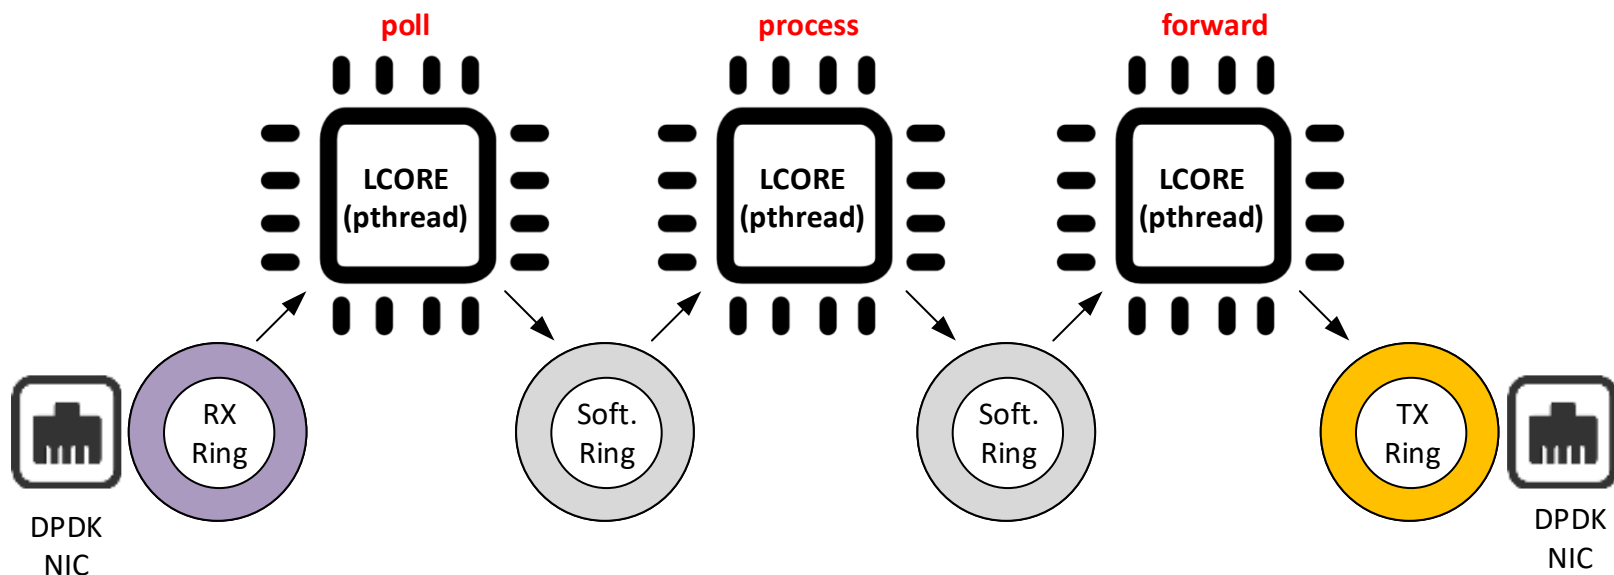 poll
process
forward
LCORE
(pthread)
LCORE
(pthread)
LCORE
(pthread)
RX
Ring
Soft.
Ring
Soft.
Ring
TX
Ring
DPDK
NIC
DPDK
NIC